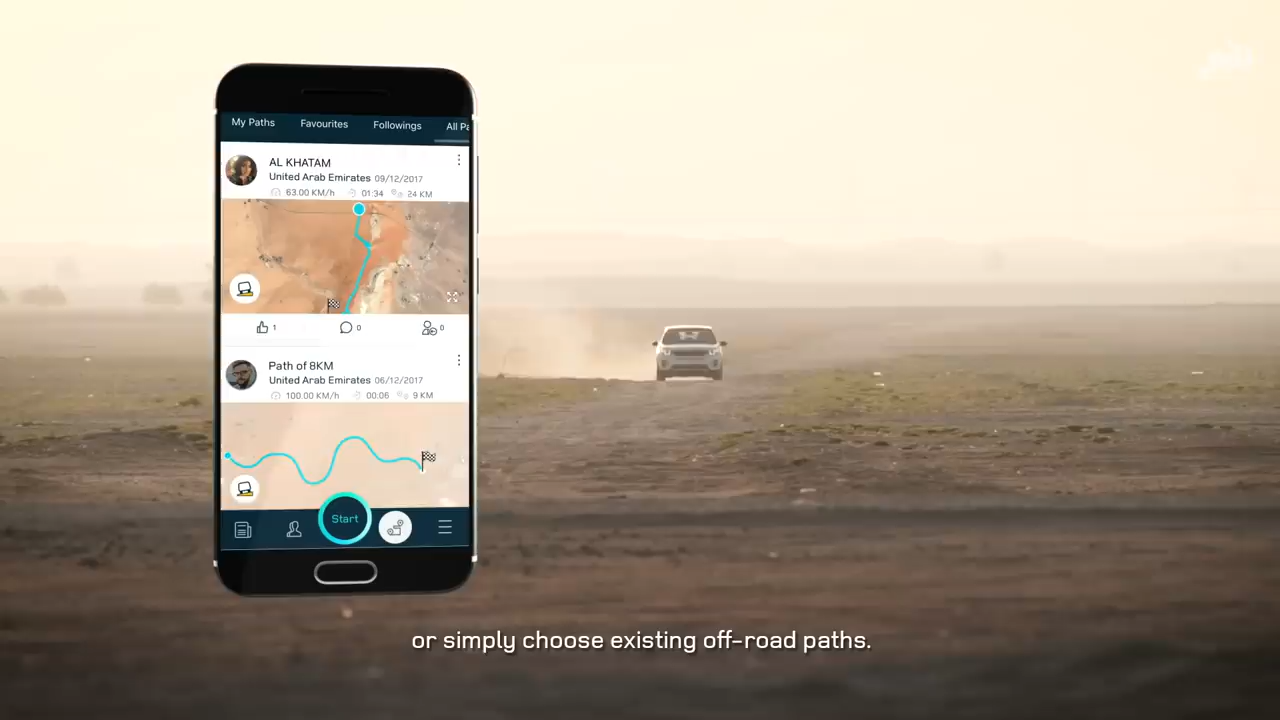 My Paths Favourites Followings All Pa
AL KHATAM
United Arab Emirates 09/12/2017
63.00 KM/h 01:34 24 KM
1 0 0
Path of 8KM
United Arab Emirates 06/12/2017
100.00 KM/h 00:06 9 KM
Start
or simply choose existing off-road paths.